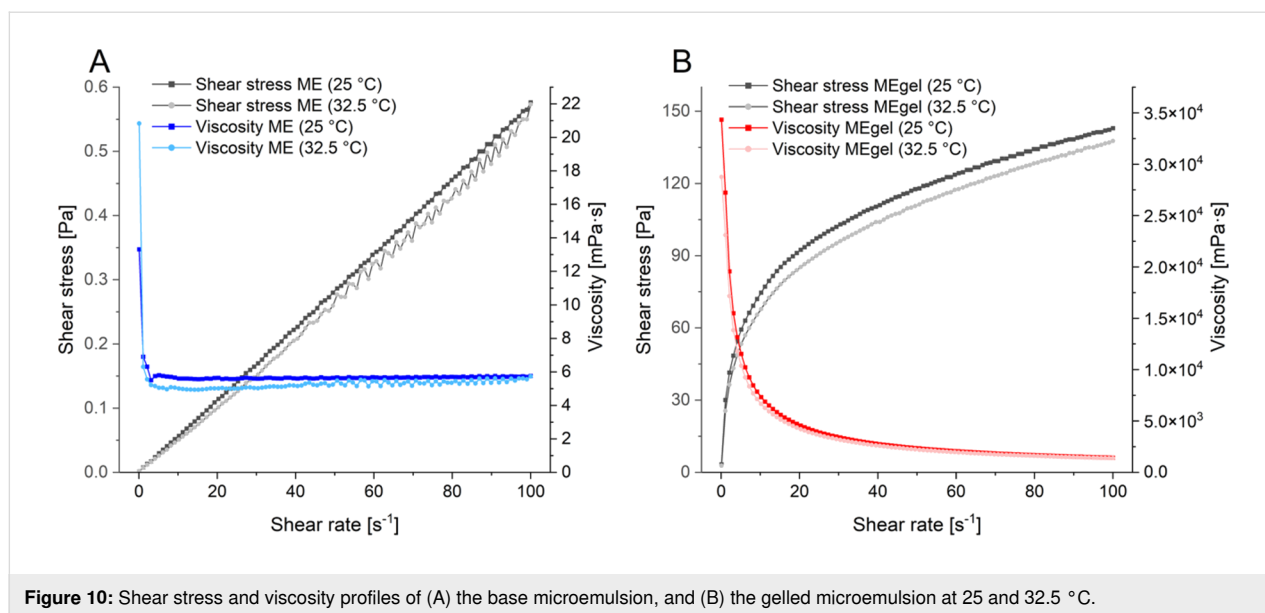 A
Shear stress ME (25 °C)
Shear stress ME (32.5 °C)
Viscosity ME (25 °C)
Viscosity ME (32.5 °C)
0.6
0.5
0.4
0.3
0.2
0.1
0.0
Shear stress [Pa]
22
20
18
16
14
12
10
8
6
4
2
0
Viscosity [mPa·s]
0 20 40 60 80 100
Shear rate [s⁻¹]
B
Shear stress MEgel (25 °C)
Shear stress MEgel (32.5 °C)
Viscosity MEgel (25 °C)
Viscosity MEgel (32.5 °C)
150
120
90
60
30
0
Shear stress [Pa]
3.5×10⁴
3.0×10⁴
2.5×10⁴
2.0×10⁴
1.5×10⁴
1.0×10⁴
5.0×10³
0.0
Viscosity [mPa·s]
0 20 40 60 80 100
Shear rate [s⁻¹]
Figure 10: Shear stress and viscosity profiles of (A) the base microemulsion, and (B) the gelled microemulsion at 25 and 32.5 °C.